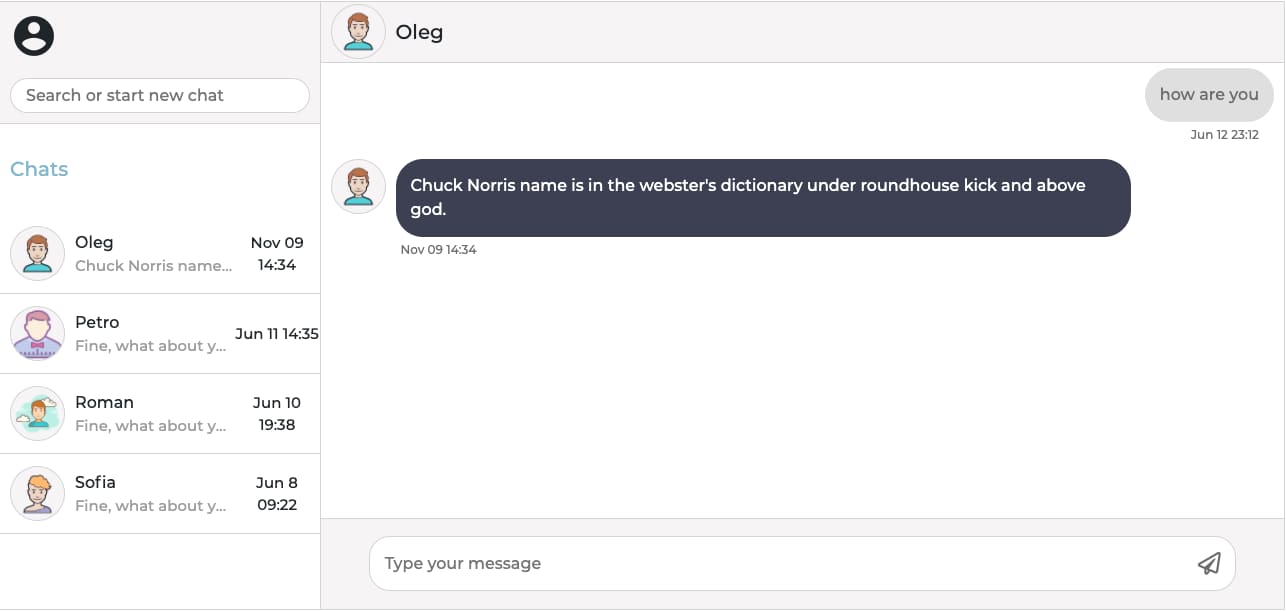 Search or start new chat
Chats
Oleg
Chuck Norris name...
Nov 09
14:34
Petro
Fine, what about y...
Jun 11 14:35
Roman
Fine, what about y...
Jun 10
19:38
Sofia
Fine, what about y...
Jun 8
09:22
Oleg
how are you
Jun 12 23:12
Chuck Norris name is in the webster's dictionary under roundhouse kick and above
god.
Nov 09 14:34
Type your message